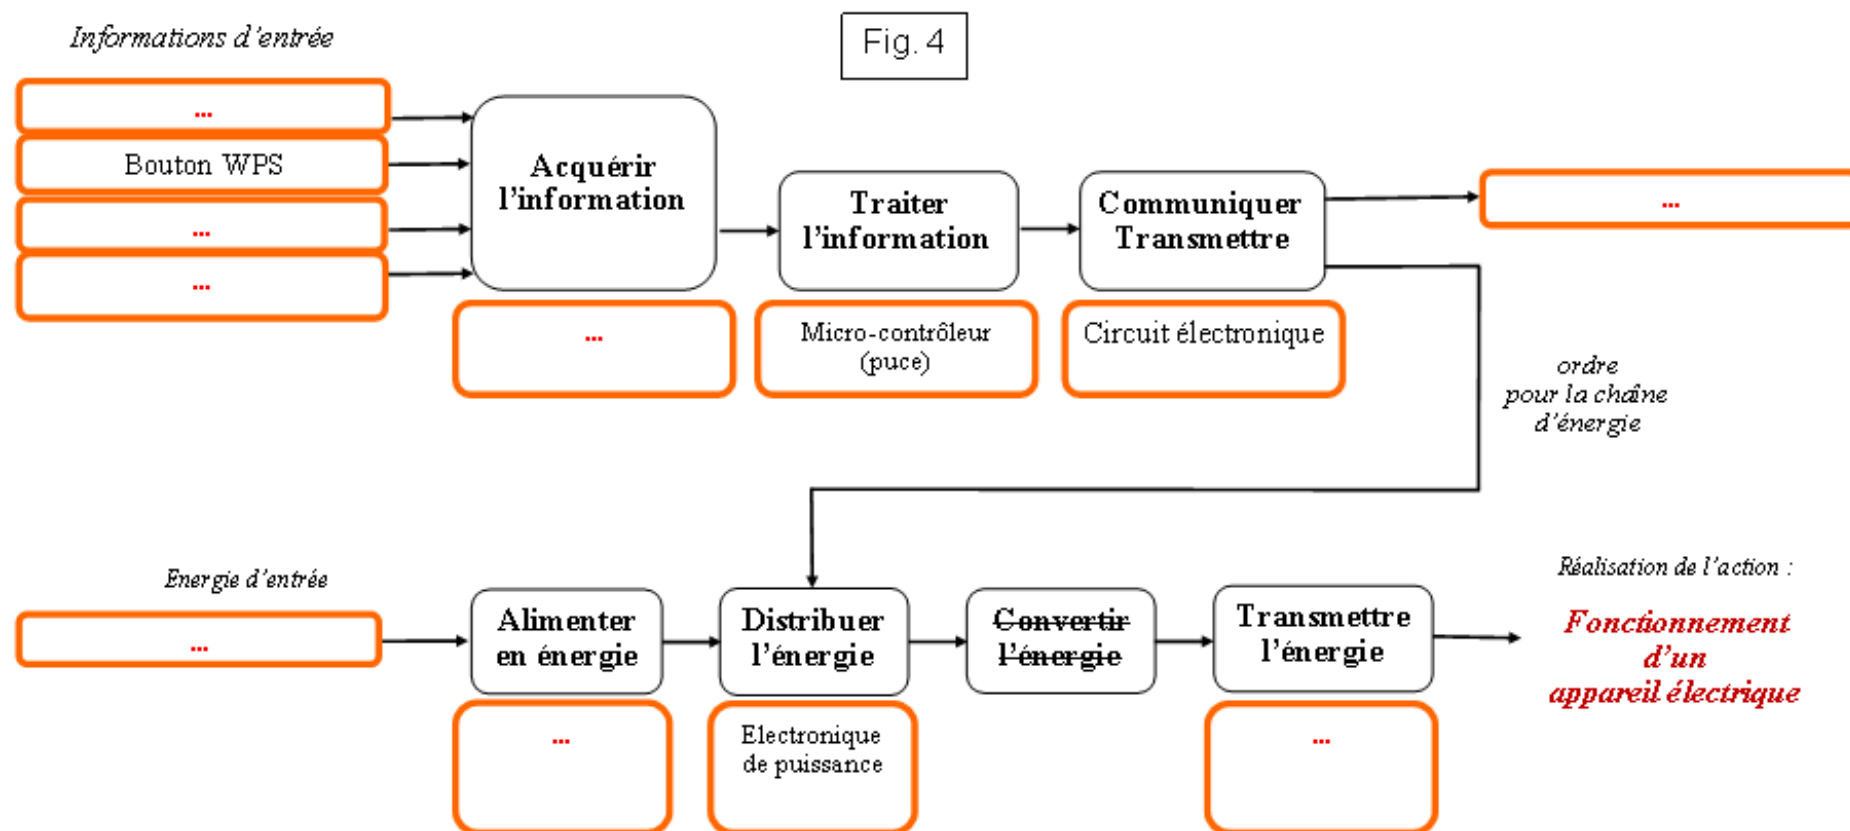 Informations d'entrée
Fig. 4
...
Bouton WPS
...
...
Acquérir
l'information
...
Traiter
l'information
Micro-contrôleur
(puce)
Communiquer
Transmettre
Circuit électronique
...
ordre
pour la chaîne
d'énergie
Energie d'entrée
...
Alimenter
en énergie
...
Distribuer
l'énergie
Electronique
de puissance
Convertir
l'énergie
Transmettre
l'énergie
...
Réalisation de l'action :
Fonctionnement
d'un
appareil électrique